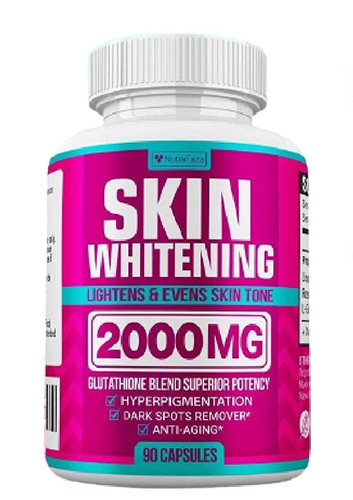 NutraFaza
SKIN
WHITENING
LIGHTENS & EVENS SKIN TONE
2000MG
GLUTATHIONE BLEND SUPERIOR POTENCY
HYPERPIGMENTATION
DARK SPOTS REMOVER*
ANTI-AGING*
90 CAPSULES